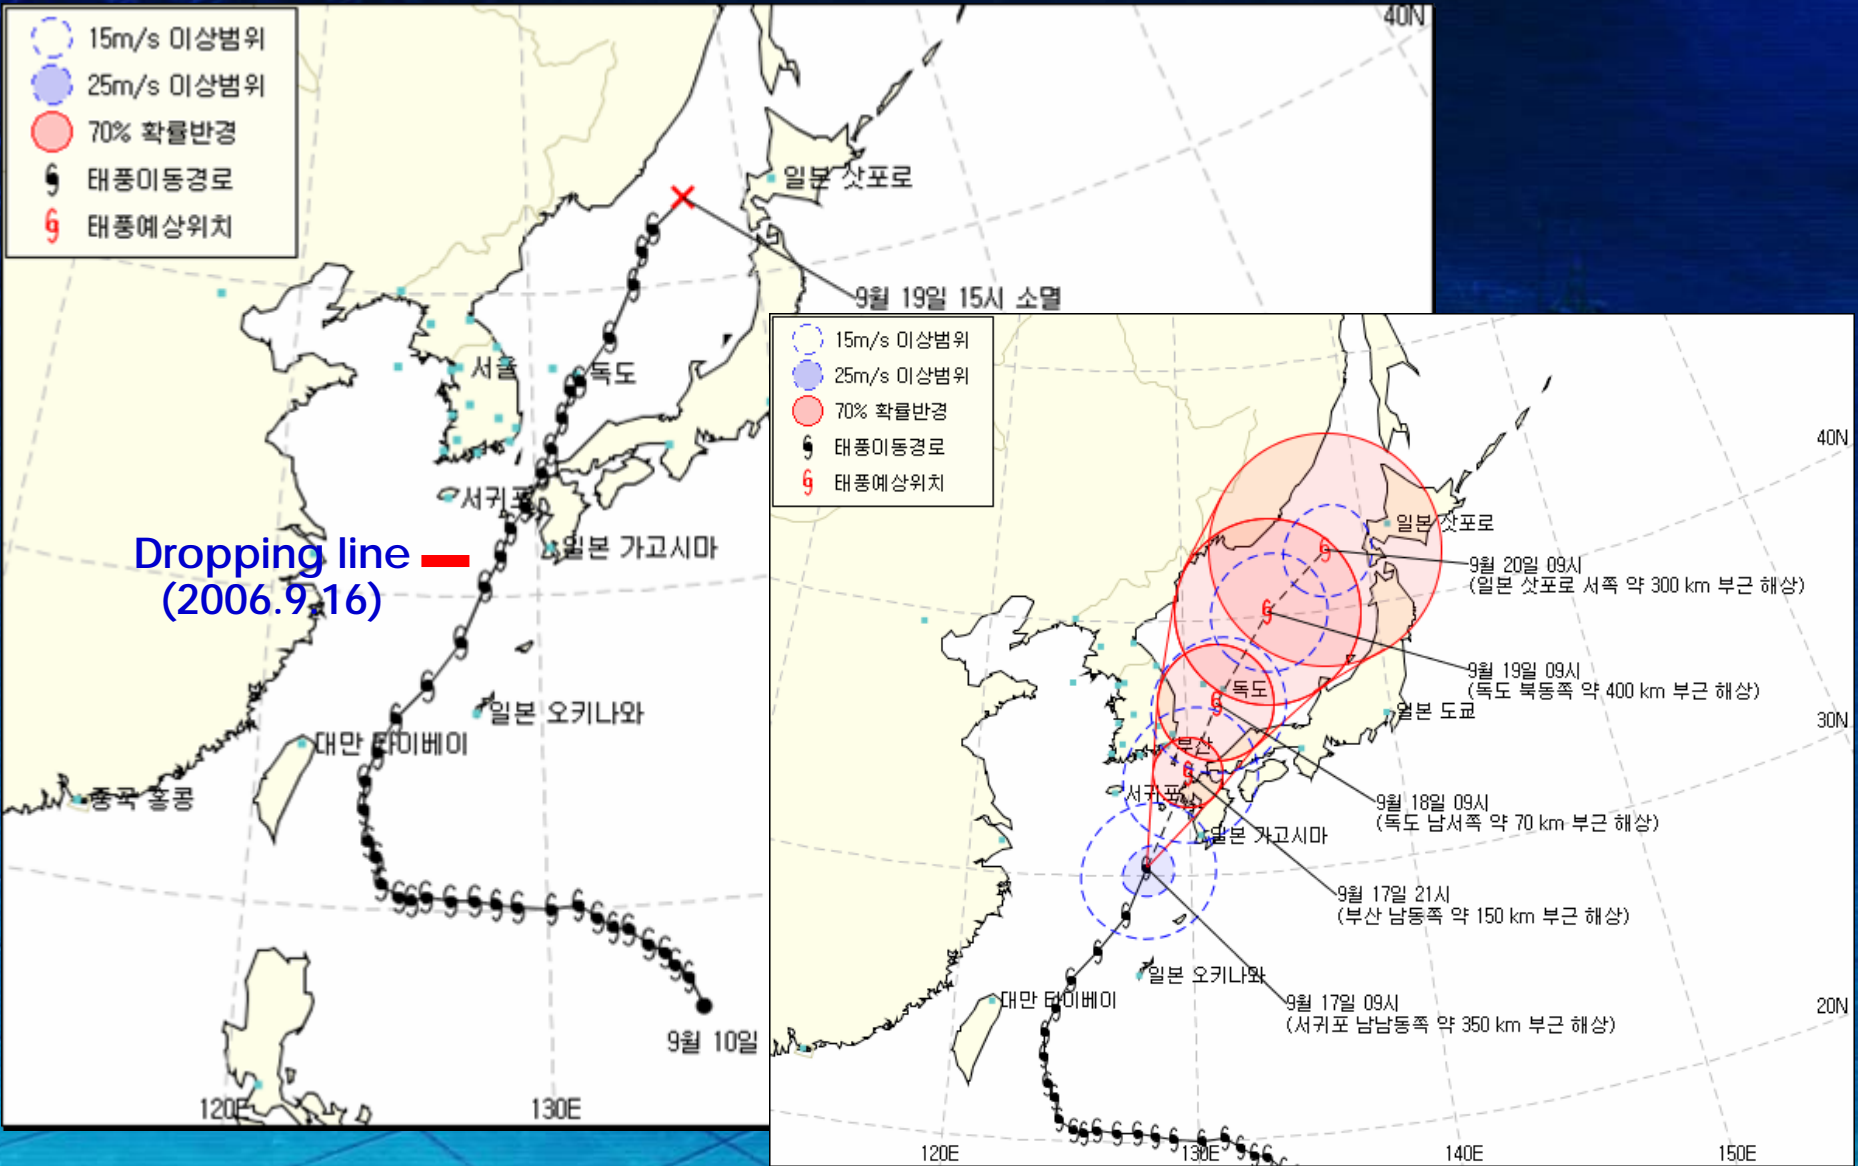 15m/s 이상범위
25m/s 이상범위
70% 확률반경
태풍이동경로
태풍예상위치
40N
일본 삿포로
9월 19일 15시 소멸
서울
독도
서귀포
일본 가고시마
Dropping line
(2006.9.16)
일본 오키나와
대만 타이베이
중국 홍콩
9월 10일
120E
130E
15m/s 이상범위
25m/s 이상범위
70% 확률반경
태풍이동경로
태풍예상위치
40N
일본 삿포로
9월 20일 09시
(일본 삿포로 서쪽 약 300 km 부근 해상)
9월 19일 09시
(독도 북동쪽 약 400 km 부근 해상)
독도
일본 도쿄
30N
부산
서귀포
9월 18일 09시
(독도 남서쪽 약 70 km 부근 해상)
일본 가고시마
9월 17일 21시
(부산 남동쪽 약 150 km 부근 해상)
일본 오키나와
대만 타이베이
9월 17일 09시
(서귀포 남남동쪽 약 350 km 부근 해상)
20N
120E
130E
140E
150E